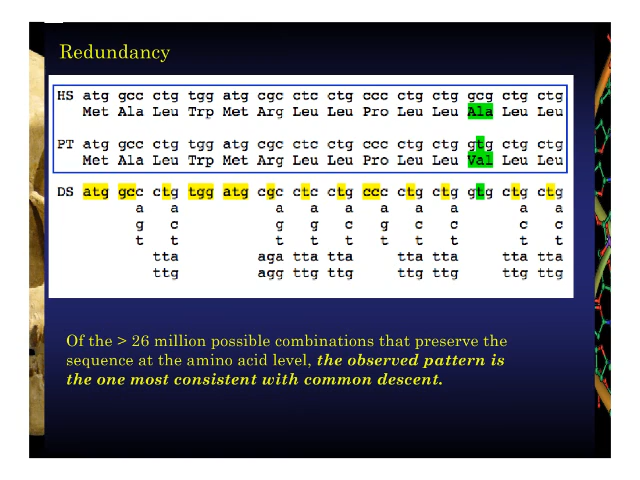 Redundancy
HS atg gcc ctg tgg atg cgc ctc ctg ccc ctg ctg gcg ctg ctg
Met Ala Leu Trp Met Arg Leu Leu Pro Leu Leu Ala Leu Leu
PT atg gcc ctg tgg atg cgc ctc ctg ccc ctg ctg gtg ctg ctg
Met Ala Leu Trp Met Arg Leu Leu Pro Leu Leu Val Leu Leu
DS atg gcc ctg tgg atg cgc ctc ctg ccc ctg ctg gtg ctg ctg
a a a a a a a a a a
g c g g c g c c c c
t t t t t t t t t t
tta aga tta tta tta tta tta tta
ttg agg ttg ttg ttg ttg ttg ttg
Of the > 26 million possible combinations that preserve the
sequence at the amino acid level, the observed pattern is
the one most consistent with common descent.